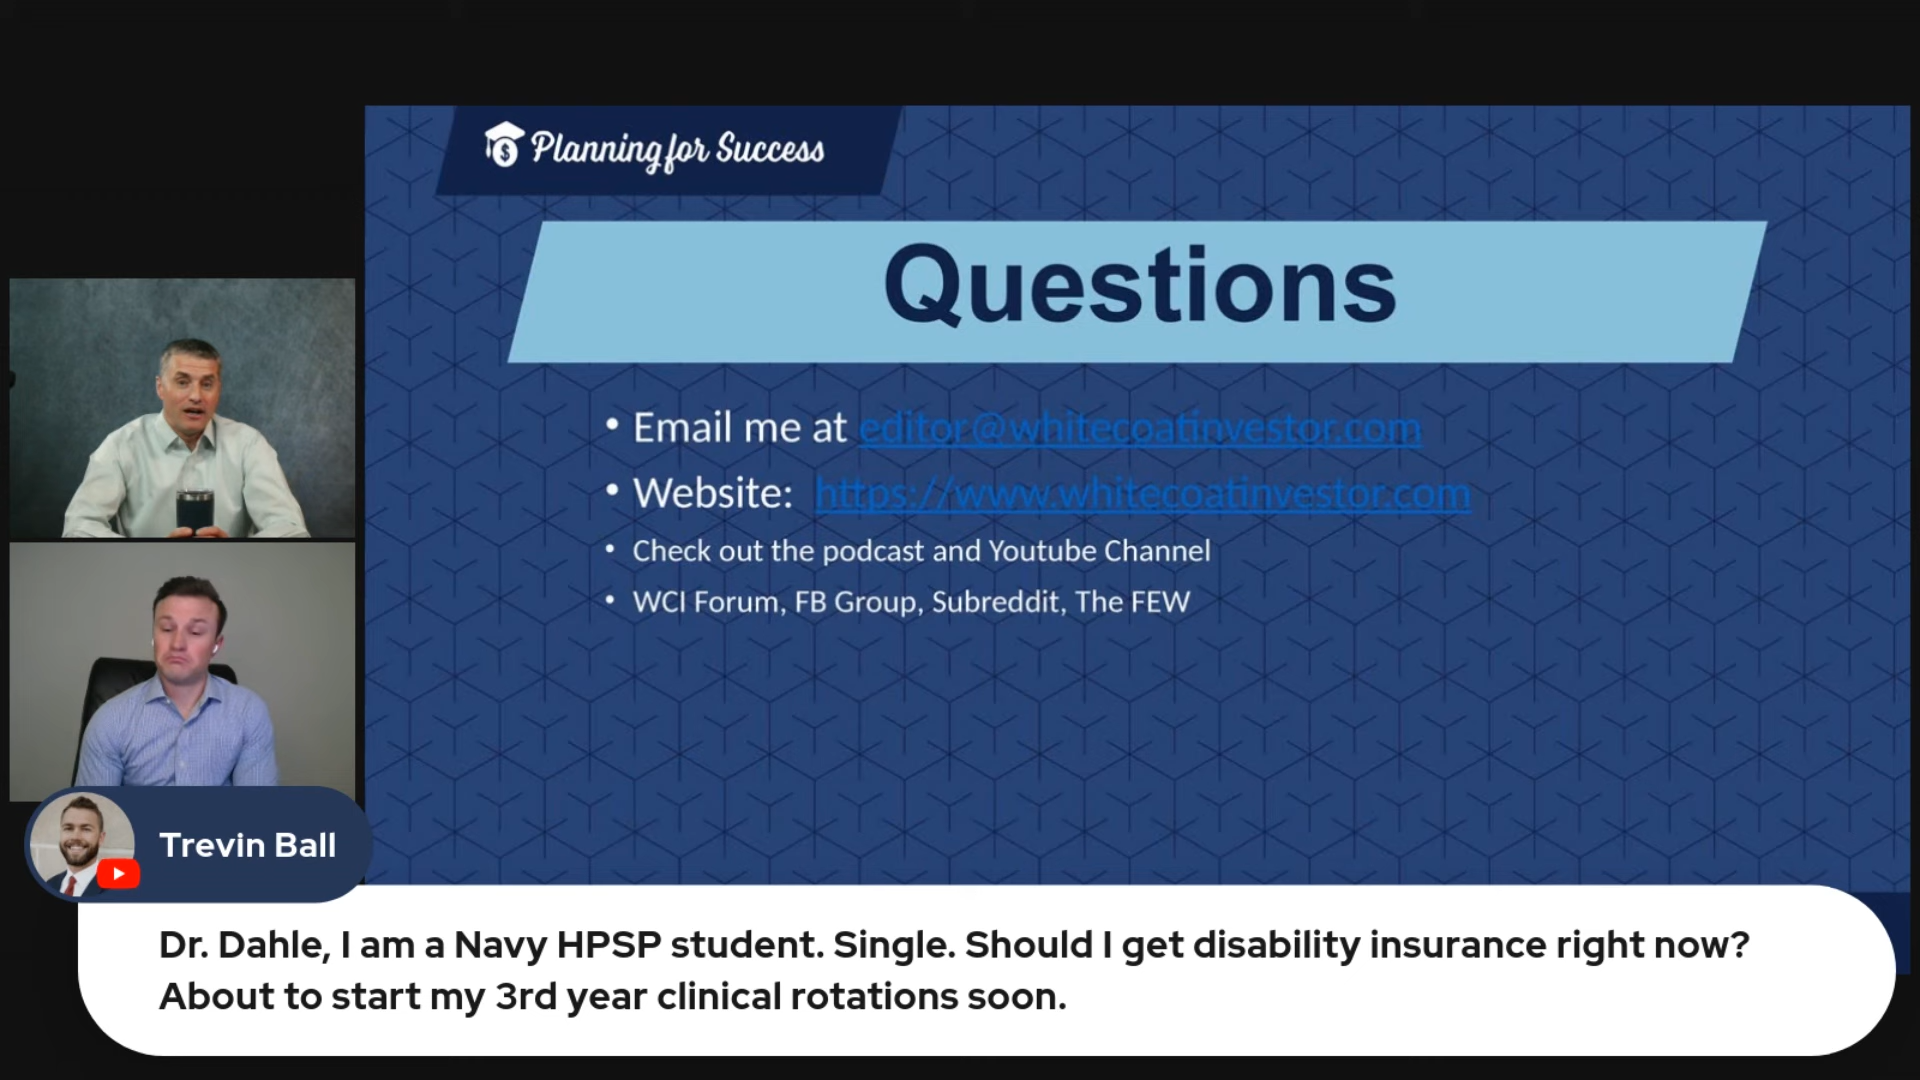 Planning for Success
Questions
• Email me at editor@whitecoatinvestor.com
• Website: https://www.whitecoatinvestor.com
• Check out the podcast and Youtube Channel
• WCI Forum, FB Group, Subreddit, The FEW
Trevin Ball
Dr. Dahle, I am a Navy HPSP student. Single. Should I get disability insurance right now?
About to start my 3rd year clinical rotations soon.